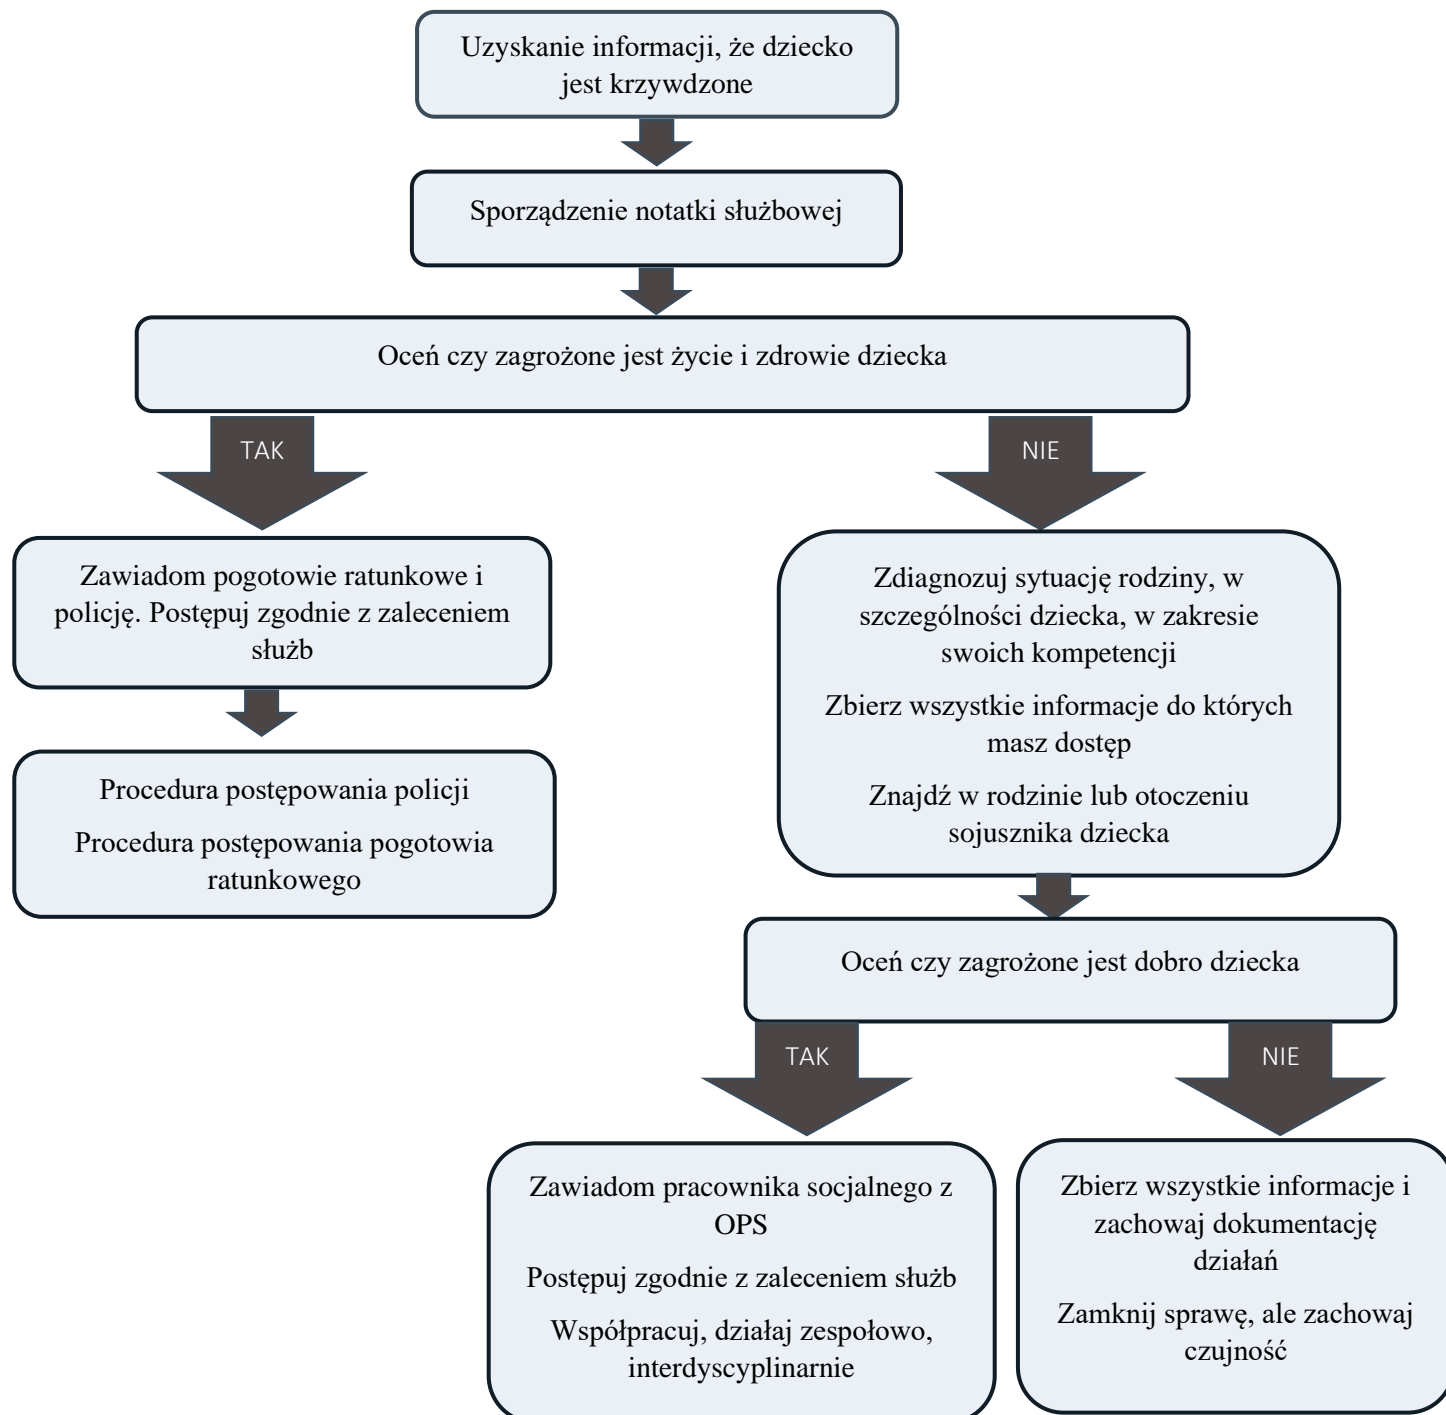 Uzyskanie informacji, że dziecko
jest krzywdzone
Sporządzenie notatki służbowej
Oceń czy zagrożone jest życie i zdrowie dziecka
TAK
NIE
Zawiadom pogotowie ratunkowe i
policję. Postępuj zgodnie z zaleceniem
służb
Procedura postępowania policji
Procedura postępowania pogotowia
ratunkowego
Zdiagnozuj sytuację rodziny, w
szczególności dziecka, w zakresie
swoich kompetencji
Zbierz wszystkie informacje do których
masz dostęp
Znajdź w rodzinie lub otoczeniu
sojusznika dziecka
Oceń czy zagrożone jest dobro dziecka
TAK
NIE
Zawiadom pracownika socjalnego z
OPS
Postępuj zgodnie z zaleceniem służb
Współpracuj, działaj zespołowo,
interdyscyplinarnie
Zbierz wszystkie informacje i
zachowaj dokumentację
działań
Zamknij sprawę, ale zachowaj
czujność